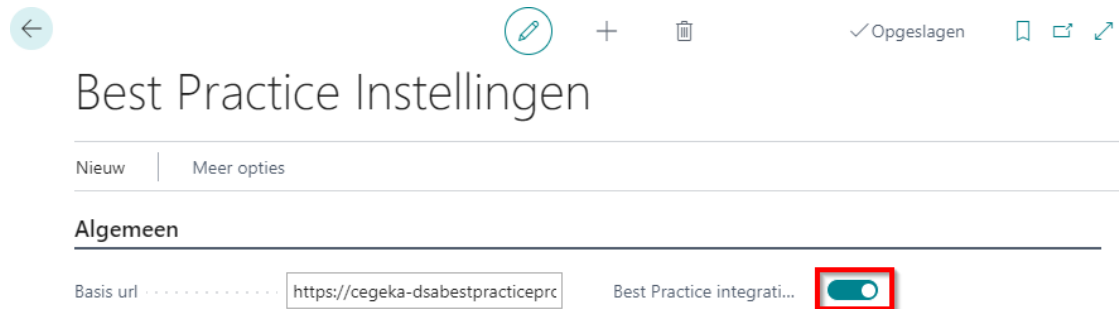 Opgeslagen
Best Practice Instellingen
Nieuw Meer opties
Algemeen
Basis url https://cegeka-dsabestpracticeprc Best Practice integrati...